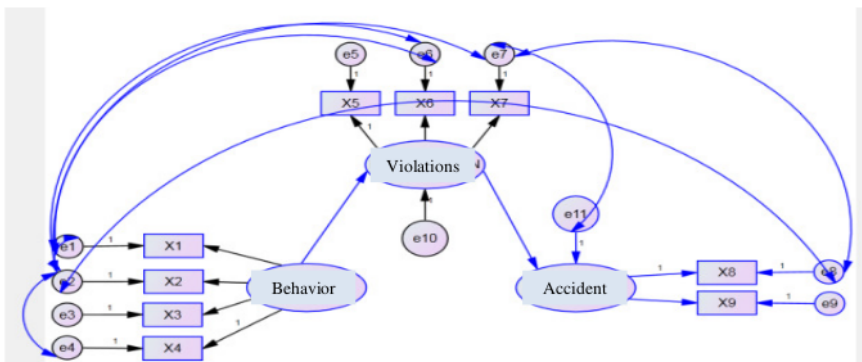 e5 e6 e7
1 1 1
X5 X6 X7
1
Violations
1
e10
e11
1
e1 1 X1
e2 1 X2
e3 1 X3
e4 1 X4
1
Behavior
Accident
1 X8 1 e8
X9 1 e9